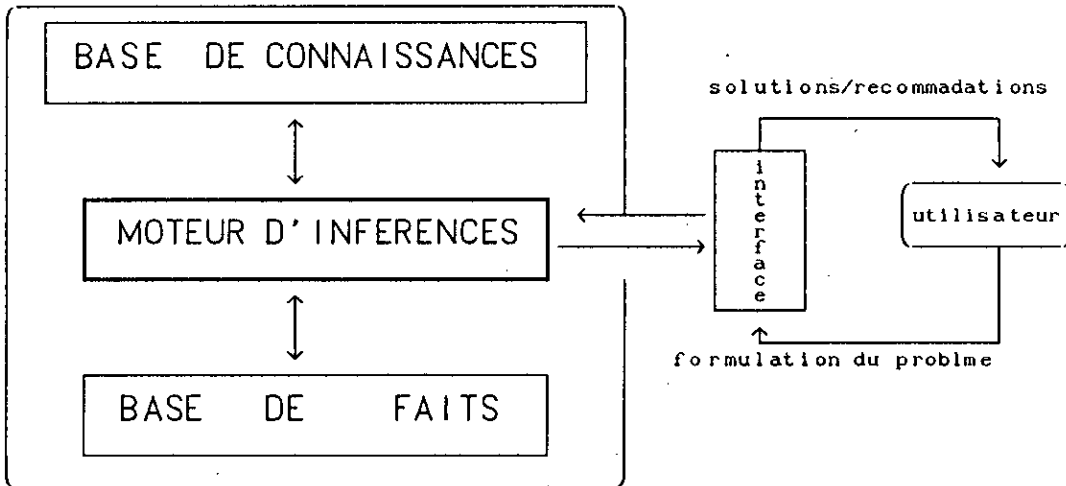 BASE DE CONNAISSANCES
solutions/recommadations
interface
MOTEUR D'INFERENCES
utilisateur
formulation du problme
BASE DE FAITS